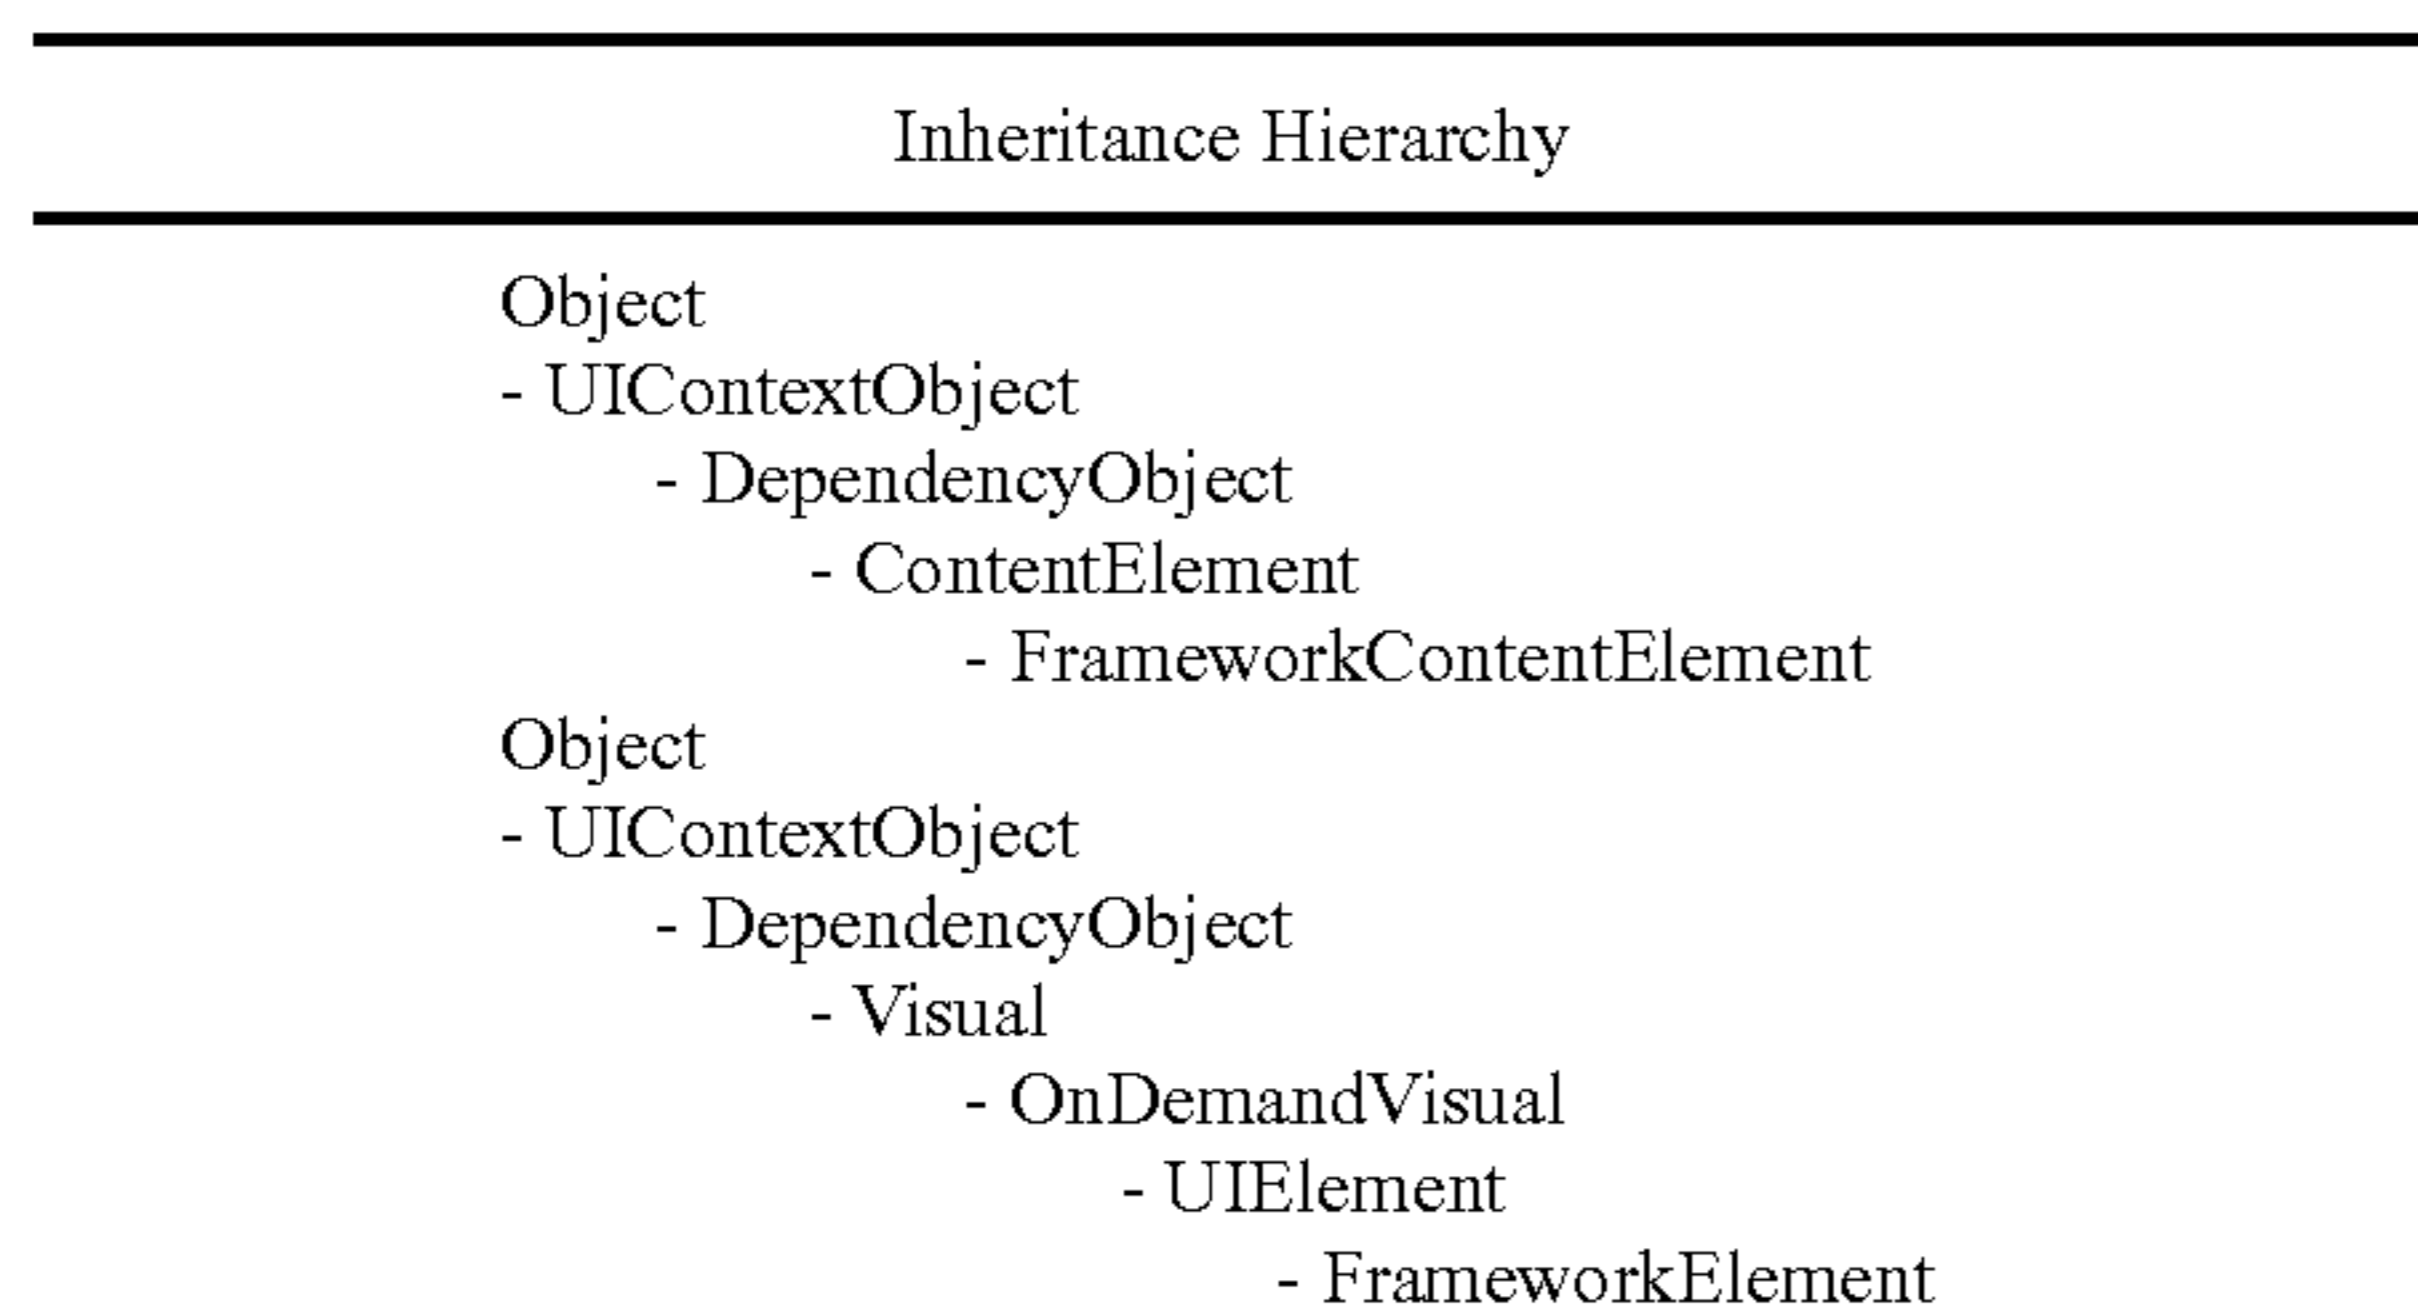 Inheritance Hierarchy
Object
- UIContextObject
- DependencyObject
- ContentElement
- FrameworkContentElement
Object
- UIContextObject
- DependencyObject
- Visual
- OnDemandVisual
- UIElement
- FrameworkElement